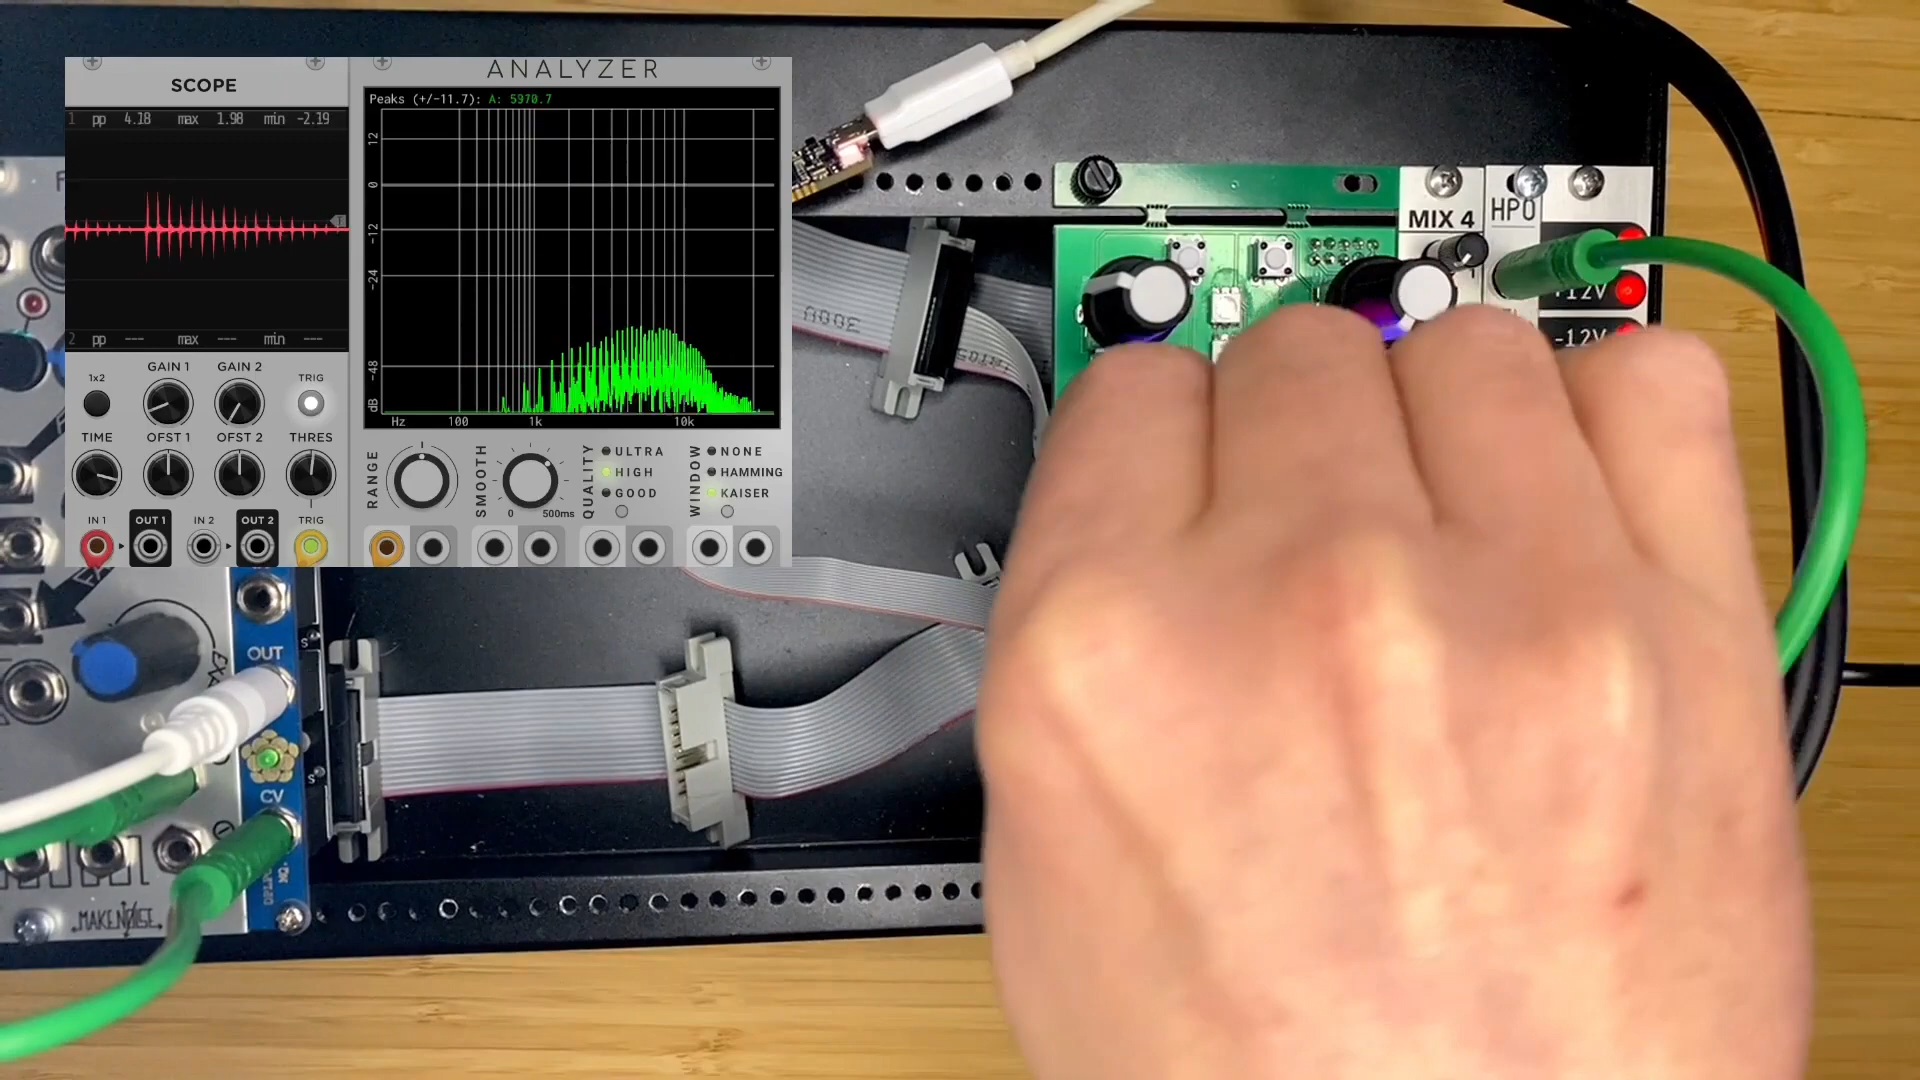 SCOPE
1 pp 4.18 max 1.98 min -2.19
T
2 pp --- max --- min ---
GAIN 1 GAIN 2
1x2 TRIG
TIME OFST 1 OFST 2 THRES
IN 1 OUT 1 IN 2 OUT 2 TRIG
ANALYZER
Peaks (+/-11.7): A: 5970.7
12
0
-12
-24
-48
dB
Hz 100 1k 10k
RANGE
SMOOTH
0 500ms
QUALITY
ULTRA
HIGH
GOOD
WINDOW
NONE
HAMMING
KAISER
MIX 4
1
HPO
+12V
-12V
OUT
CV
MAKENOISE